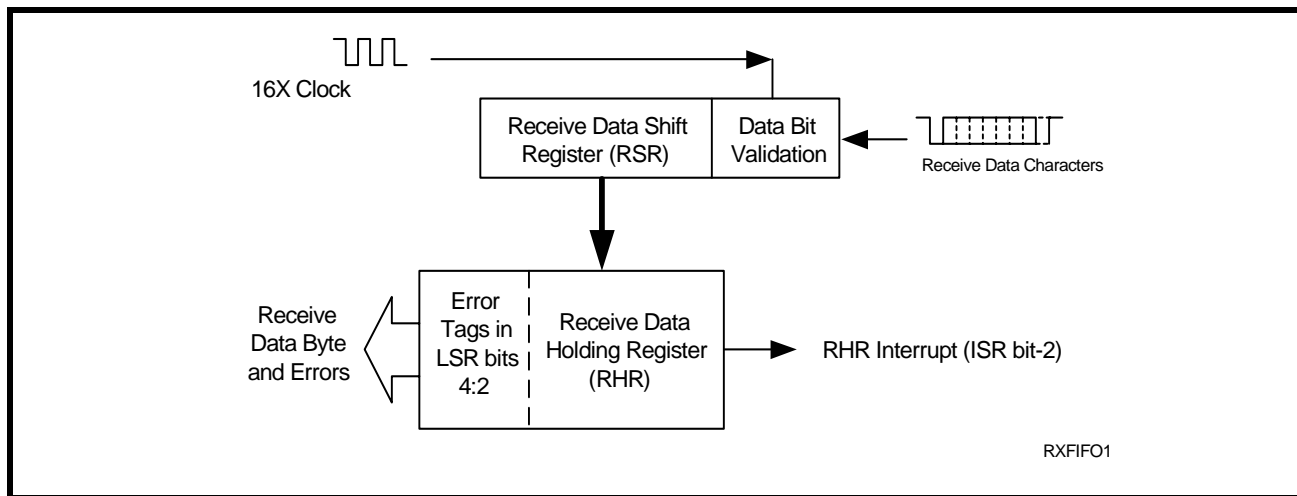 16X Clock
Receive Data Shift
Register (RSR)
Data Bit
Validation
Receive Data Characters
Receive
Data Byte
and Errors
Error
Tags in
LSR bits
4:2
Receive Data
Holding Register
(RHR)
RHR Interrupt (ISR bit-2)
RXFIFO1